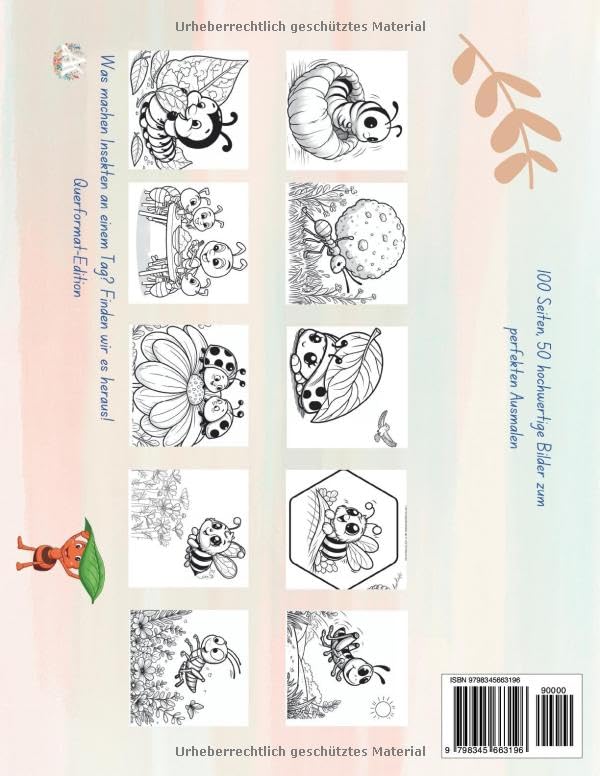 Urheberrechtlich geschütztes Material
Was machen Insekten an einem Tag? Finden wir es heraus!
Querformat-Edition
100 Seiten, 50 hochwertige Bilder zum
perfekten Ausmalen
ISBN 9798345663196
90000
9 798345 663196
Urheberrechtlich geschütztes Material